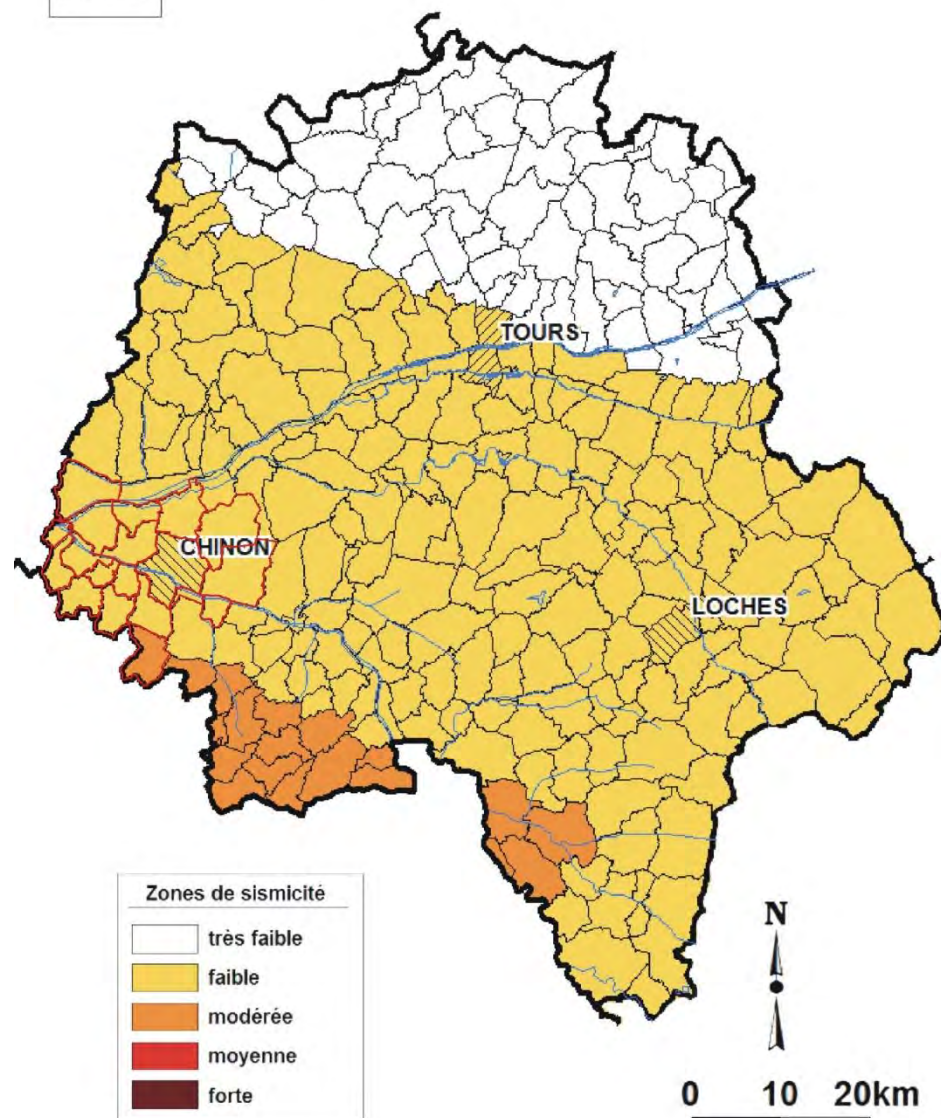 TOURS
CHINON
LOCHES
Zones de sismicité
très faible
faible
modérée
moyenne
forte
N
0 10 20km